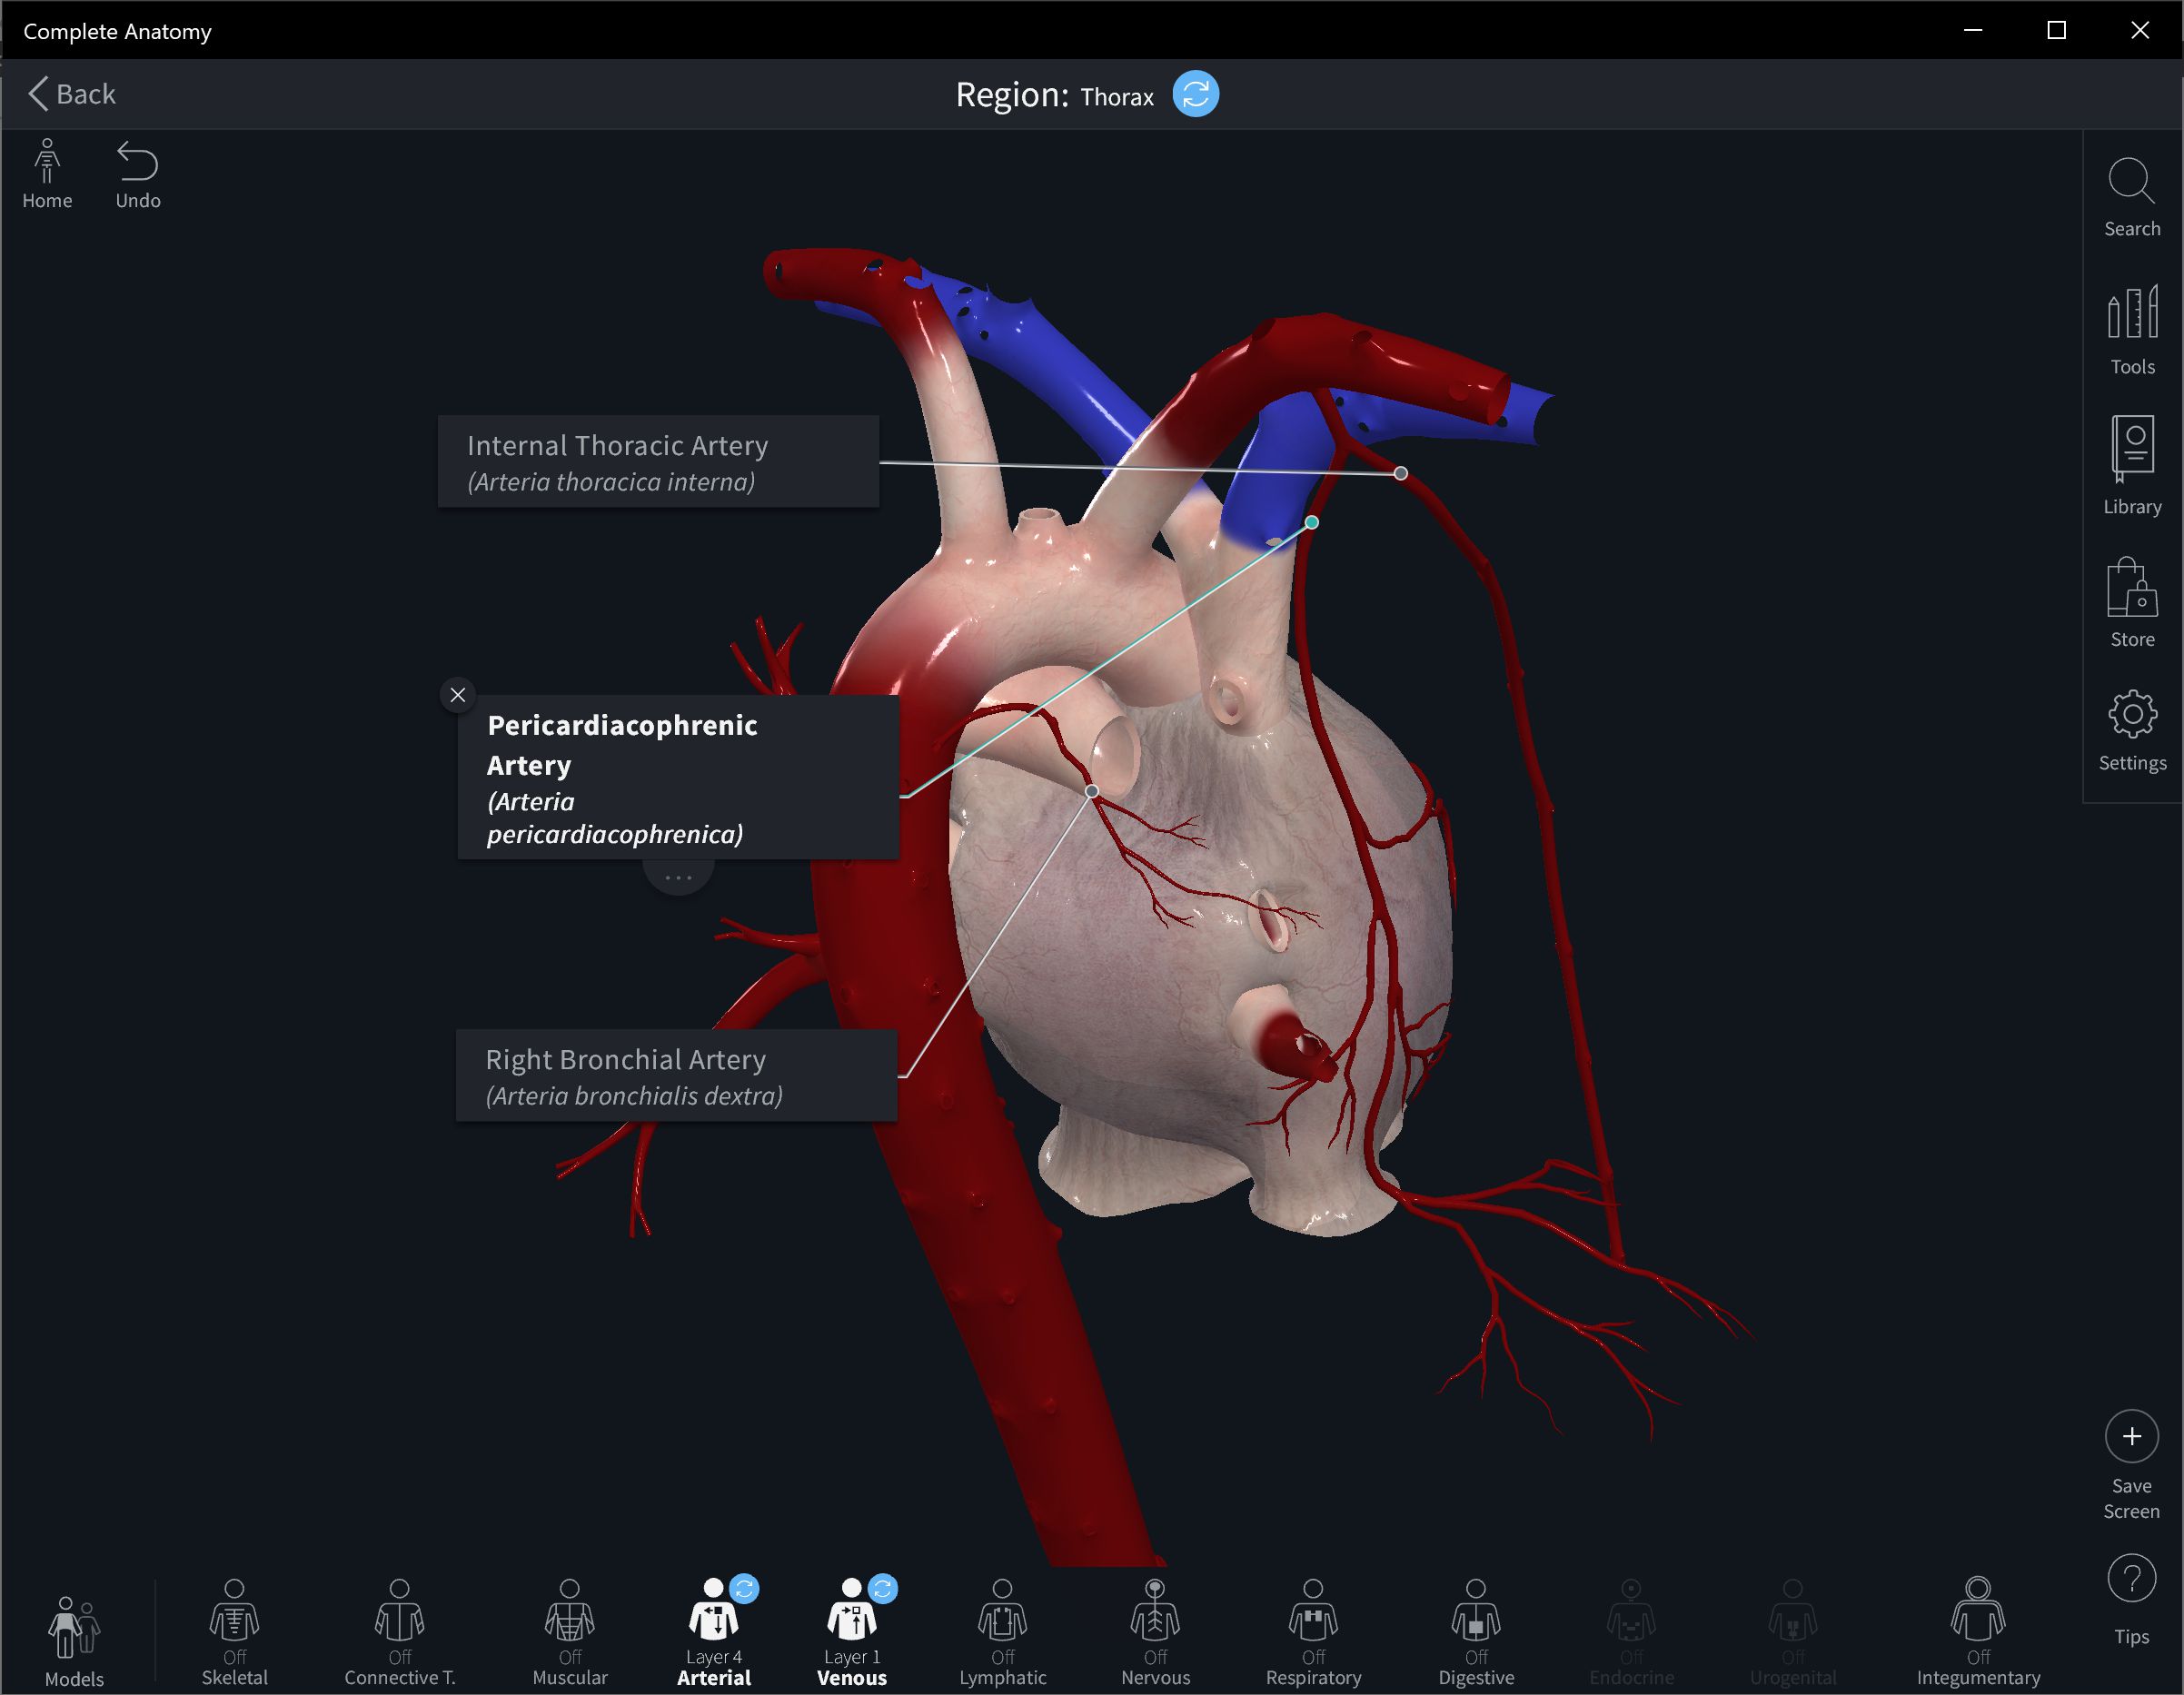 Complete Anatomy
Back
Region: Thorax
Home
Undo
Search
Tools
Library
Store
Settings
Internal Thoracic Artery
(Arteria thoracica interna)
Pericardiacophrenic
Artery
(Arteria
pericardiacophrenica)
...
Right Bronchial Artery
(Arteria bronchialis dextra)
Save
Screen
?
Tips
Models
Off
Skeletal
Off
Connective T.
Off
Muscular
Layer 4
Arterial
Layer 1
Venous
Off
Lymphatic
Off
Nervous
Off
Respiratory
Off
Digestive
Off
Endocrine
Off
Urogenital
Off
Integumentary